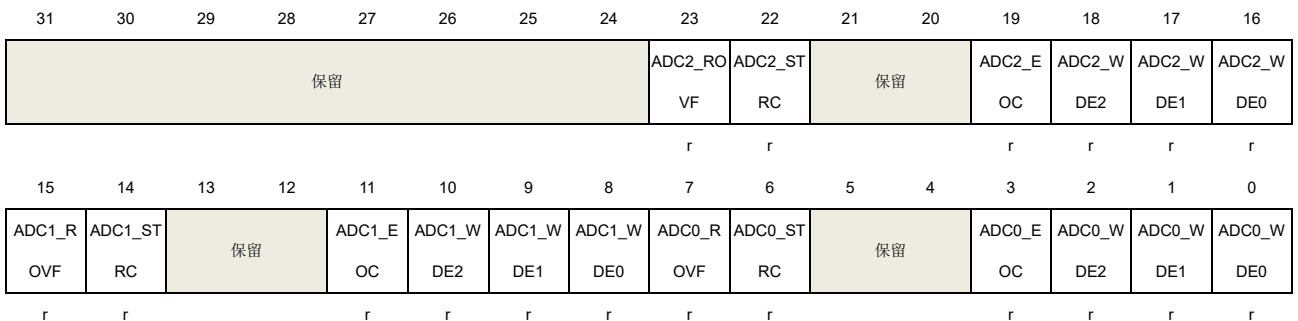 31 30 29 28 27 26 25 24 23 22 21 20 19 18 17 16
保留 ADC2_RO ADC2_ST 保留 ADC2_E ADC2_W ADC2_W ADC2_W
VF RC OC DE2 DE1 DE0
r r r r r r
15 14 13 12 11 10 9 8 7 6 5 4 3 2 1 0
ADC1_R ADC1_ST 保留 ADC1_E ADC1_W ADC1_W ADC1_W ADC0_R ADC0_ST 保留 ADC0_E ADC0_W ADC0_W ADC0_W
OVF RC OC DE2 DE1 DE0 OVF RC OC DE2 DE1 DE0
r r r r r r r r r r r r